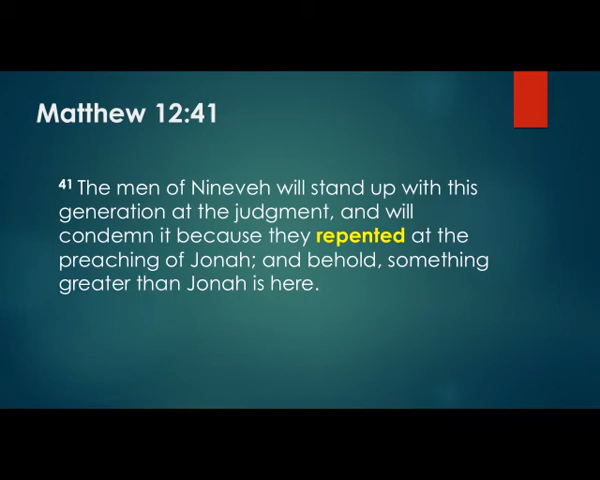 Matthew 12:41
41 The men of Nineveh will stand up with this
generation at the judgment, and will
condemn it because they repented at the
preaching of Jonah; and behold, something
greater than Jonah is here.